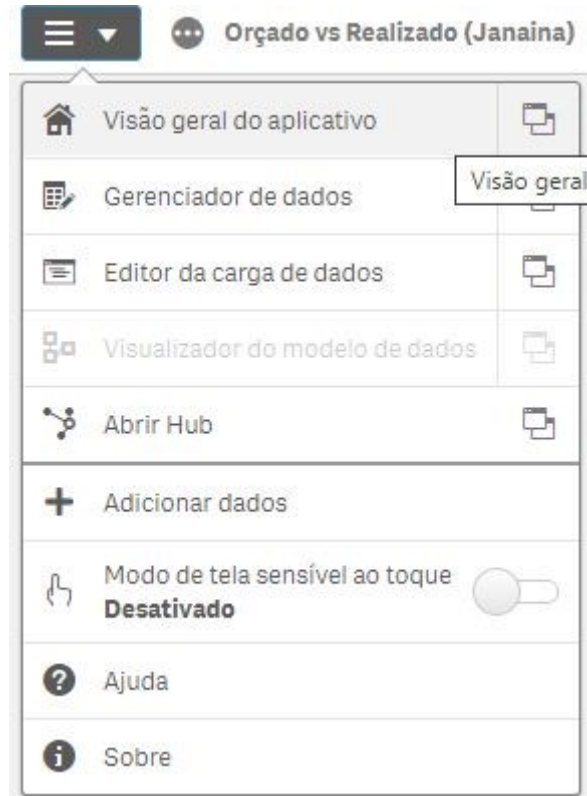 Orçado vs Realizado (Janaina)
Visão geral do aplicativo
Visão geral
Gerenciador de dados
Editor da carga de dados
Visualizador do modelo de dados
Abrir Hub
Adicionar dados
Modo de tela sensível ao toque
Desativado
Ajuda
Sobre